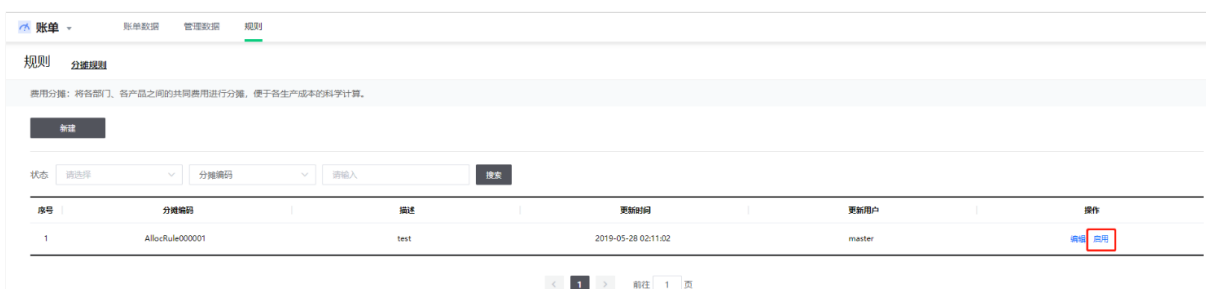 账单 账单数据 管理数据 规则
规则 分摊规则
费用分摊：将各部门、各产品之间的共同费用进行分摊，便于各生产成本的科学计算。
新建
状态 请选择 分摊编码 请输入 搜索
序号 分摊编码 描述 更新时间 更新用户 操作
1 AllocRule000001 test 2019-05-28 02:11:02 master 编辑 启用
< 1 > 前往 1 页